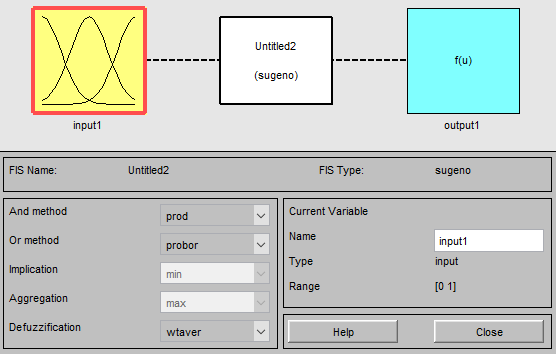 Untitled2
(sugeno)
f(u)
input1
output1
FIS Name: Untitled2 FIS Type: sugeno
And method prod
Or method probor
Implication min
Aggregation max
Defuzzification wtaver
Current Variable
Name input1
Type input
Range [0 1]
Help Close